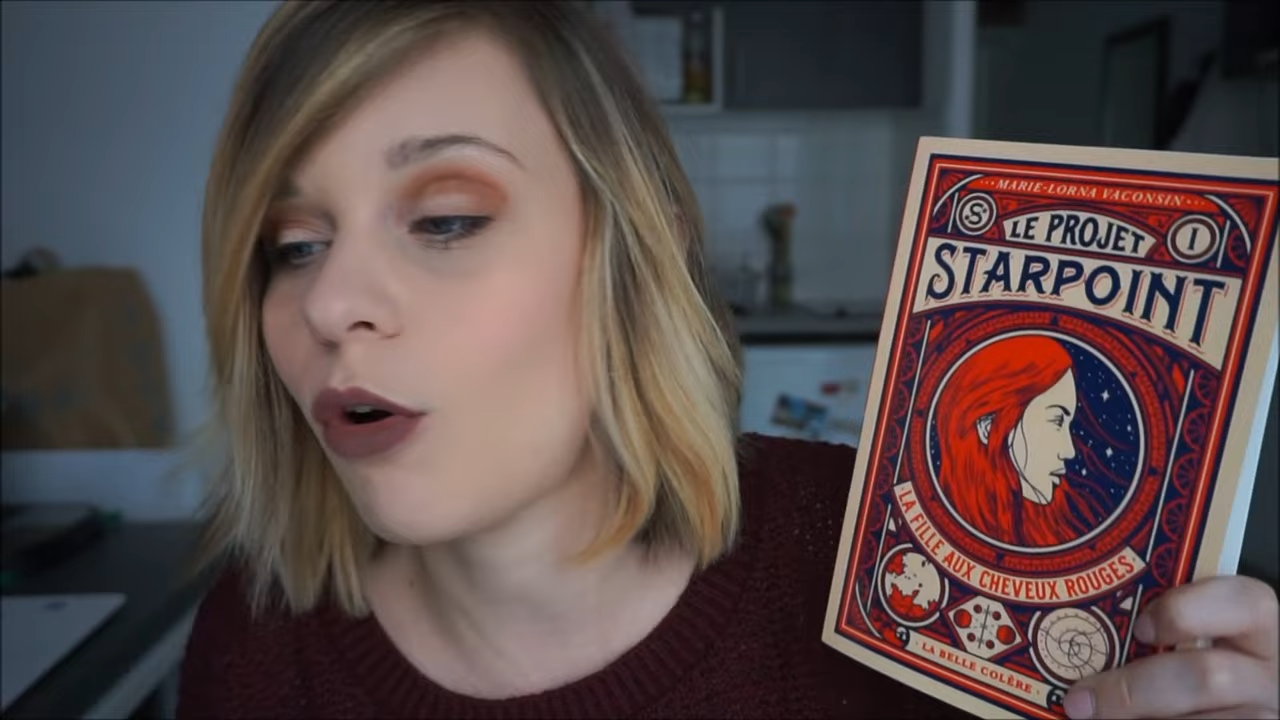 MARIE-LORNA VACONSIN
S
I
LE PROJET
STARPOINT
LA FILLE AUX CHEVEUX ROUGES
LA BELLE COLÈRE